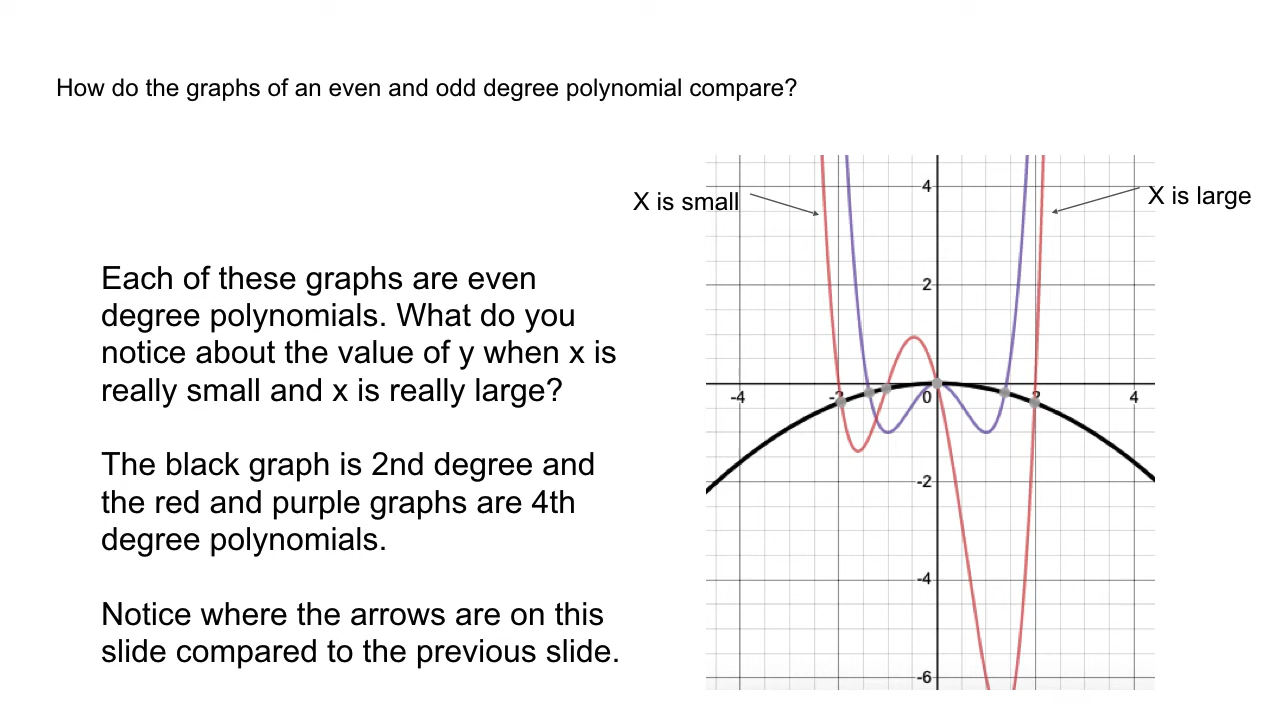 How do the graphs of an even and odd degree polynomial compare?
X is small
X is large
Each of these graphs are even
degree polynomials. What do you
notice about the value of y when x is
really small and x is really large?
The black graph is 2nd degree and
the red and purple graphs are 4th
degree polynomials.
Notice where the arrows are on this
slide compared to the previous slide.
4
2
-4
-2
0
2
4
-2
-4
-6